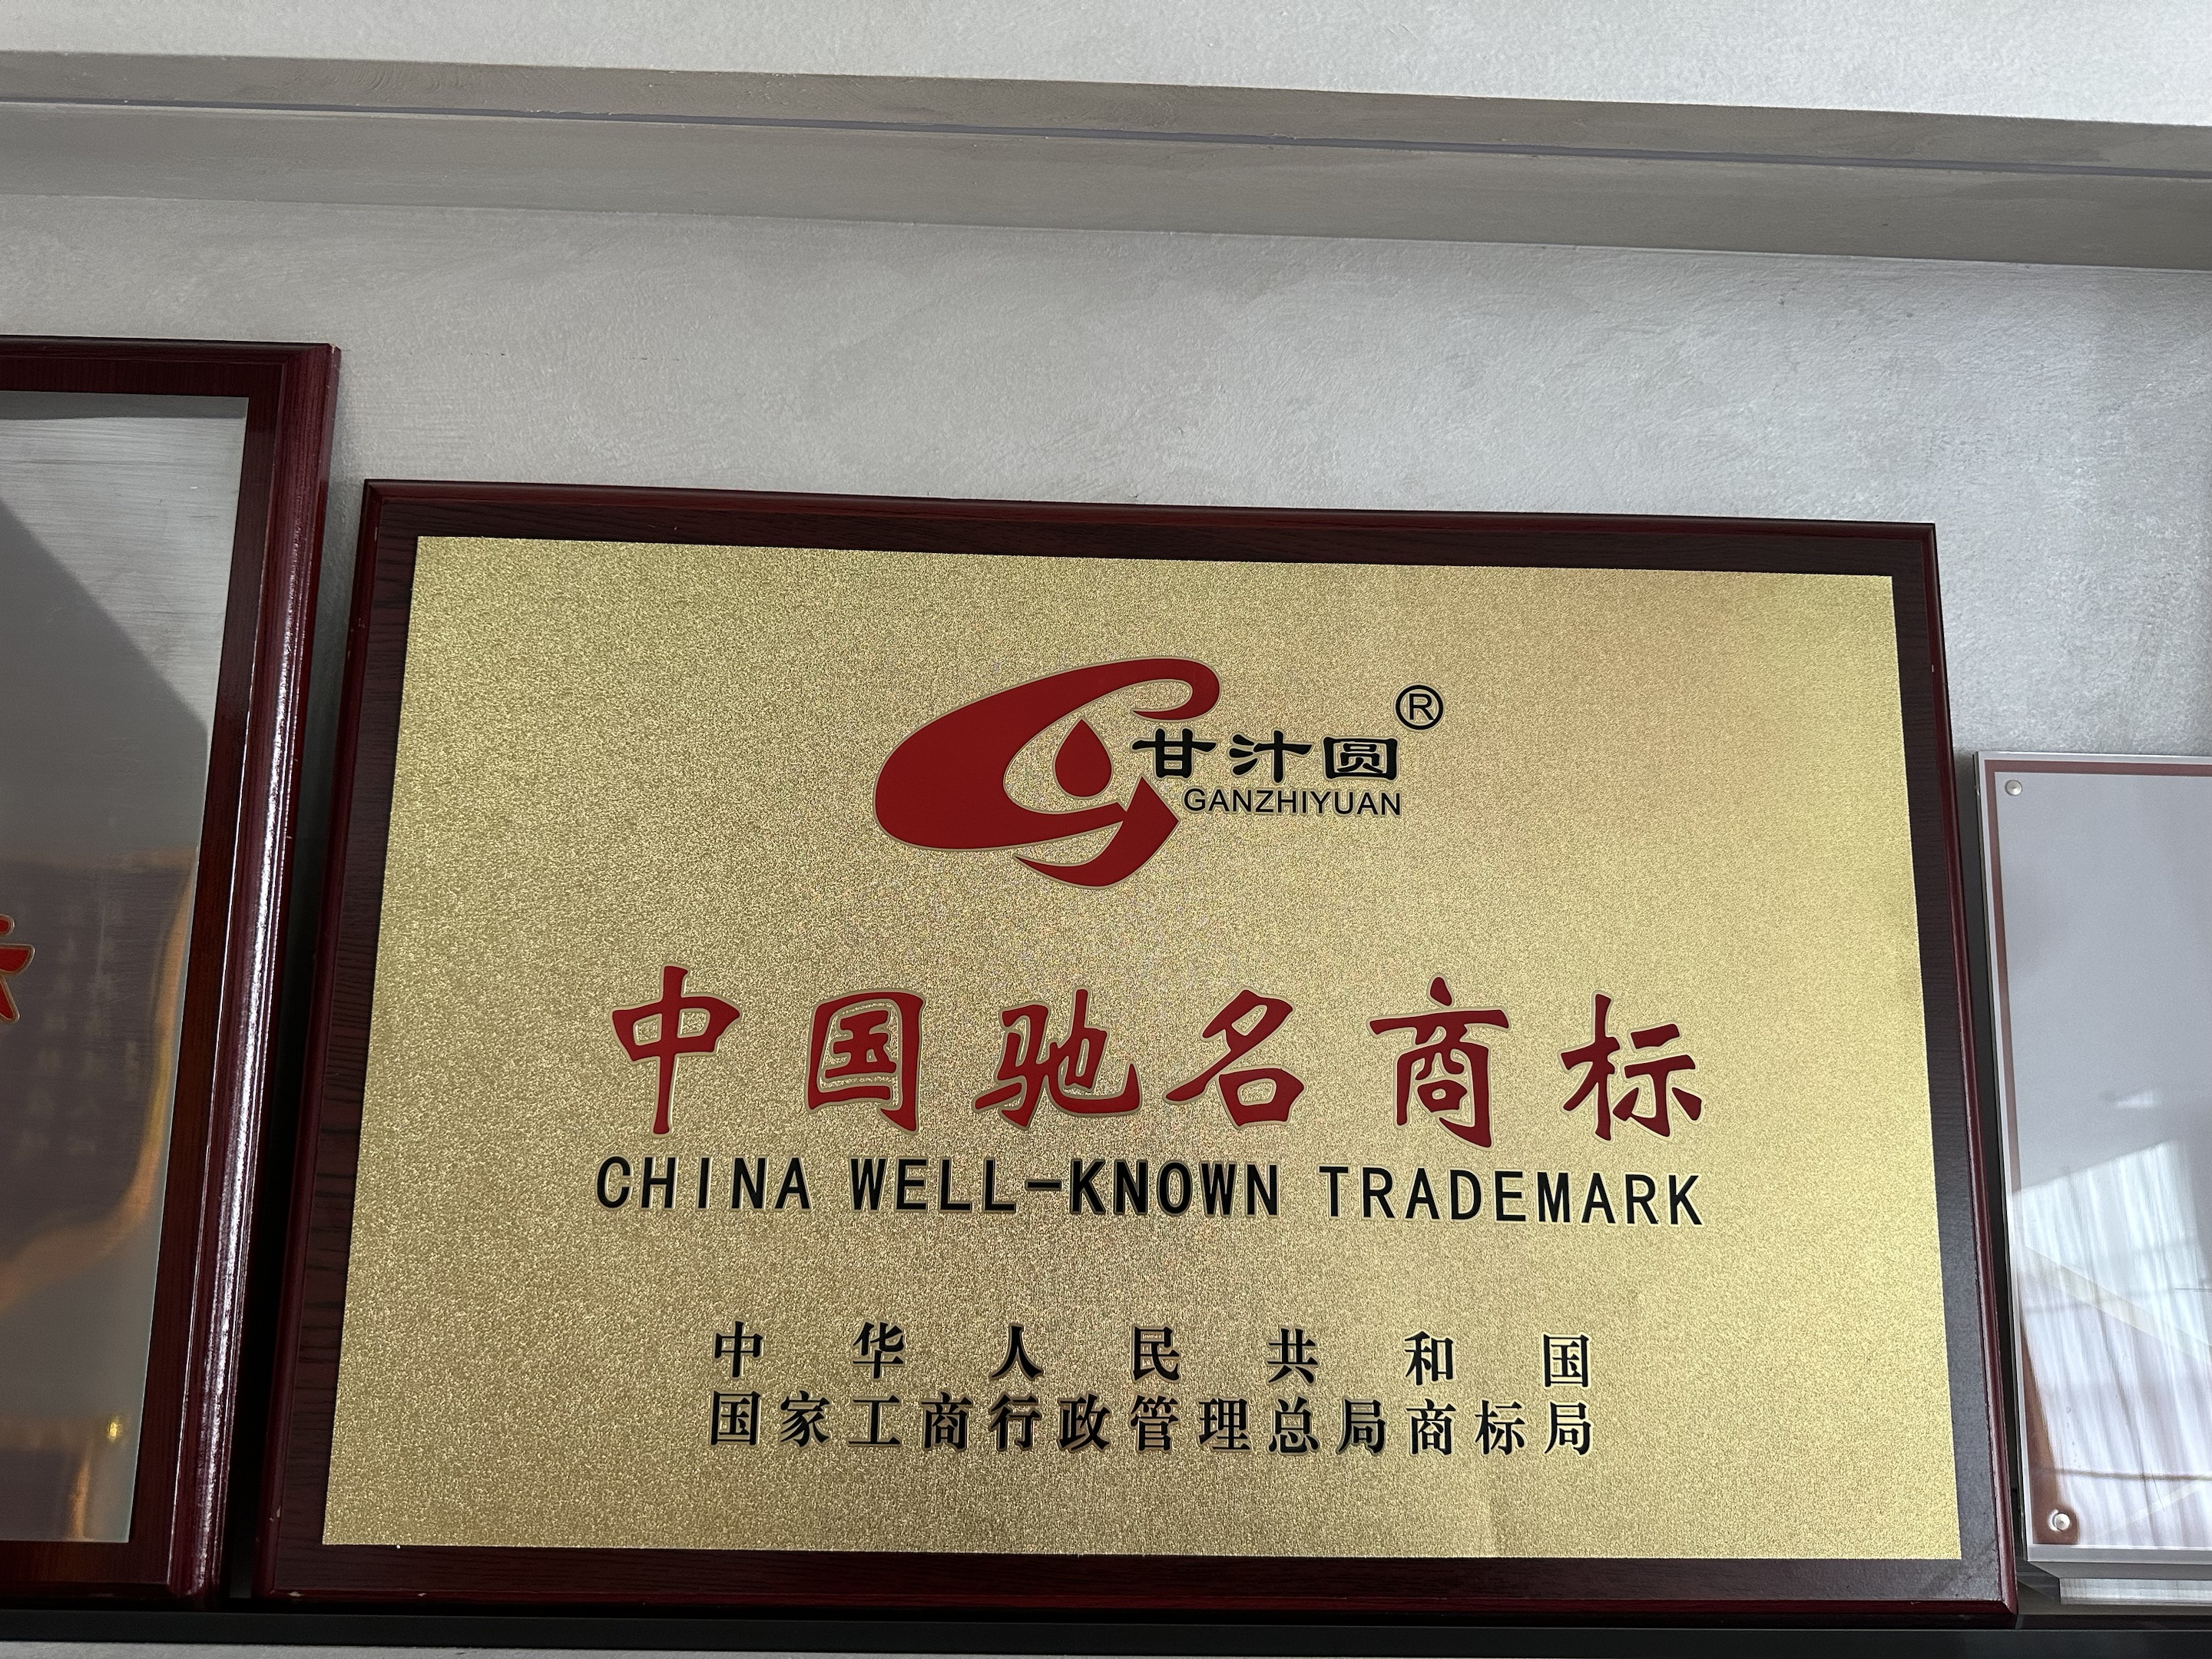 甘汁圆®
GANZHIYUAN
中国驰名商标
CHINA WELL-KNOWN TRADEMARK
中华人民共和国
国家工商行政管理总局商标局